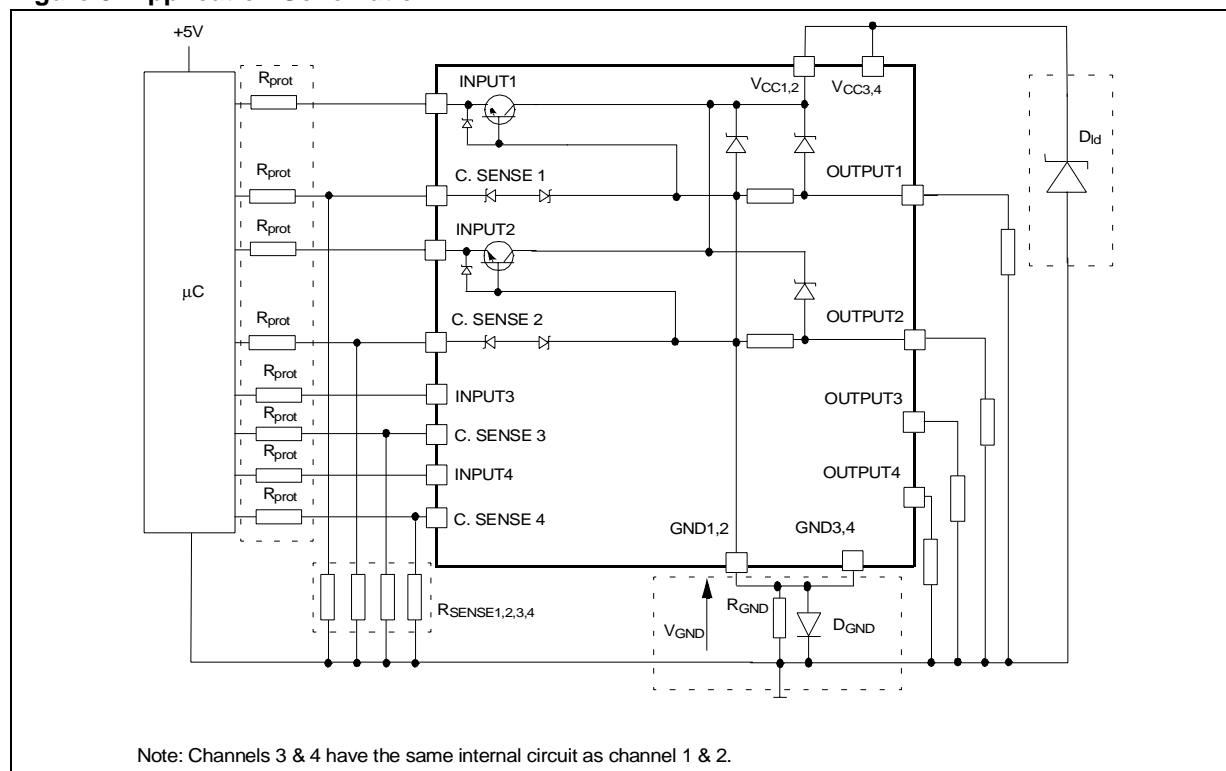 +5V
Rprot
INPUT1
VCC1,2
VCC3,4
Dld
Rprot
C. SENSE 1
OUTPUT1
Rprot
INPUT2
µC
Rprot
C. SENSE 2
OUTPUT2
Rprot
INPUT3
OUTPUT3
Rprot
C. SENSE 3
Rprot
INPUT4
OUTPUT4
Rprot
C. SENSE 4
GND1,2
GND3,4
RSENSE1,2,3,4
VGND
RGND
DGND
Note: Channels 3 & 4 have the same internal circuit as channel 1 & 2.